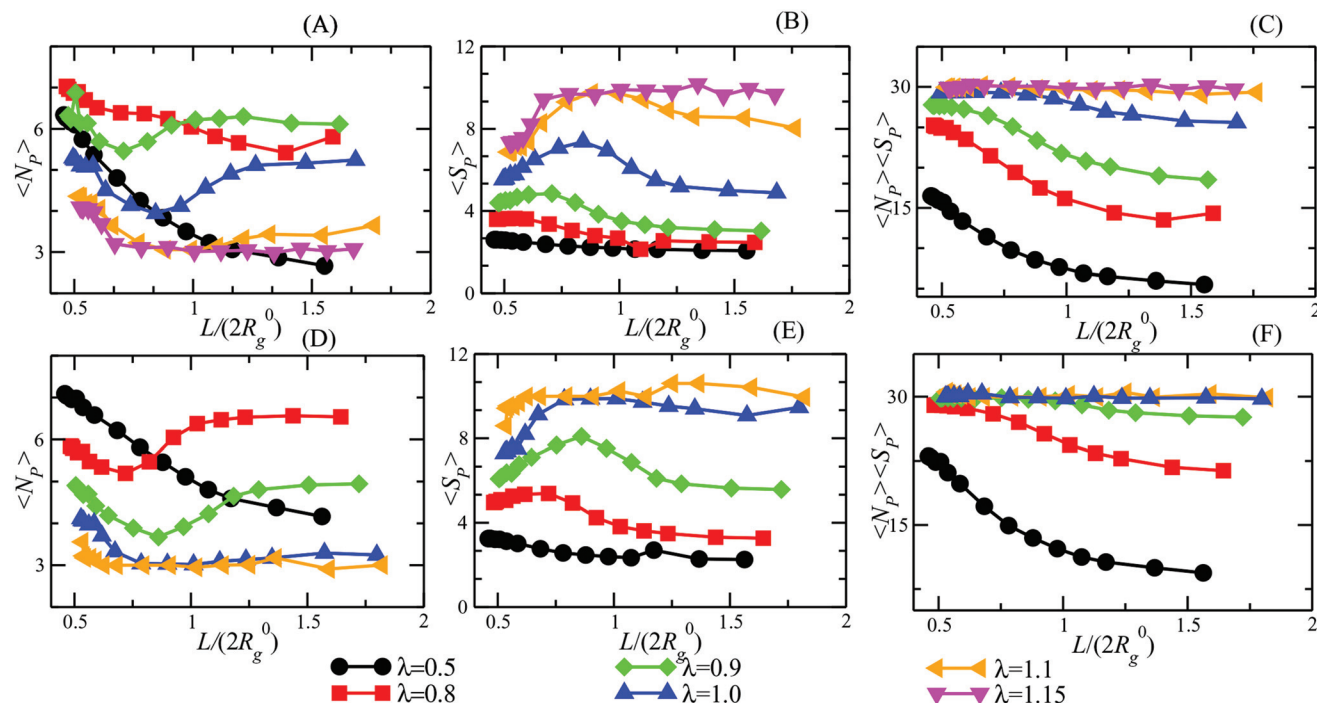 (A)
<N_P>
6
3
0.5
1
1.5
2
L/(2R_g^0)
(B)
<S_P>
12
8
4
0
0.5
1
1.5
2
L/(2R_g^0)
(C)
<N_P><S_P>
30
15
0.5
1
1.5
2
L/(2R_g^0)
(D)
<N_P>
6
3
0.5
1
1.5
2
L/(2R_g^0)
(E)
<S_P>
12
8
4
0
0.5
1
1.5
2
L/(2R_g^0)
(F)
<N_P><S_P>
30
15
0.5
1
1.5
2
L/(2R_g^0)
λ=0.5
λ=0.9
λ=1.1
λ=0.8
λ=1.0
λ=1.15